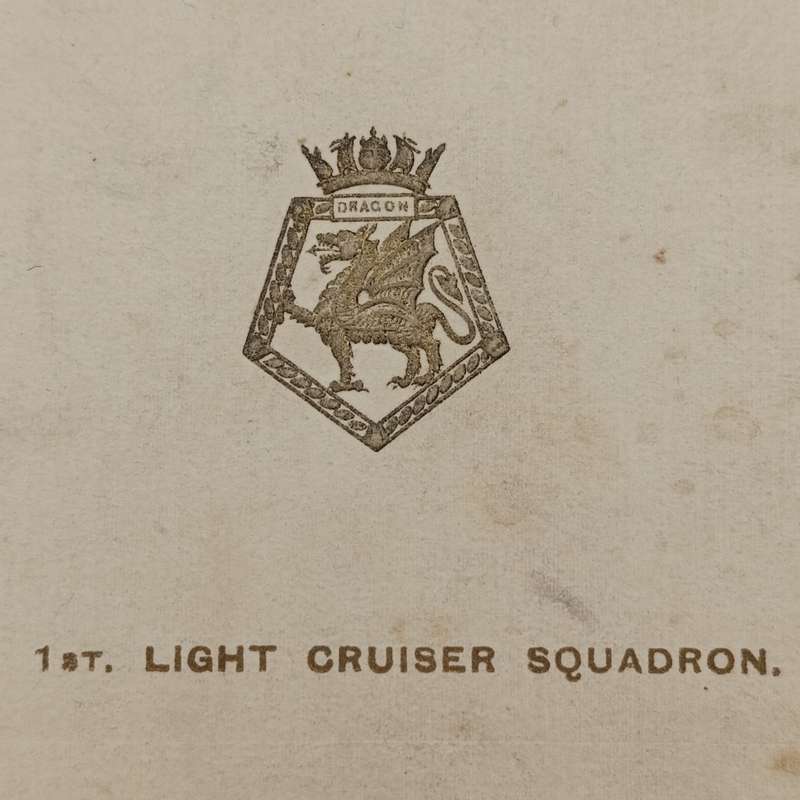 DRAGON
1ST. LIGHT CRUISER SQUADRON.